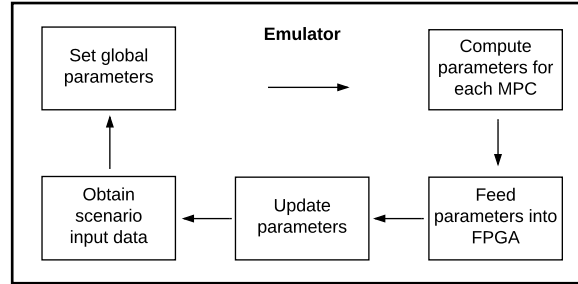 Emulator
Set global
parameters
Compute
parameters for
each MPC
Feed
parameters into
FPGA
Update
parameters
Obtain
scenario
input data